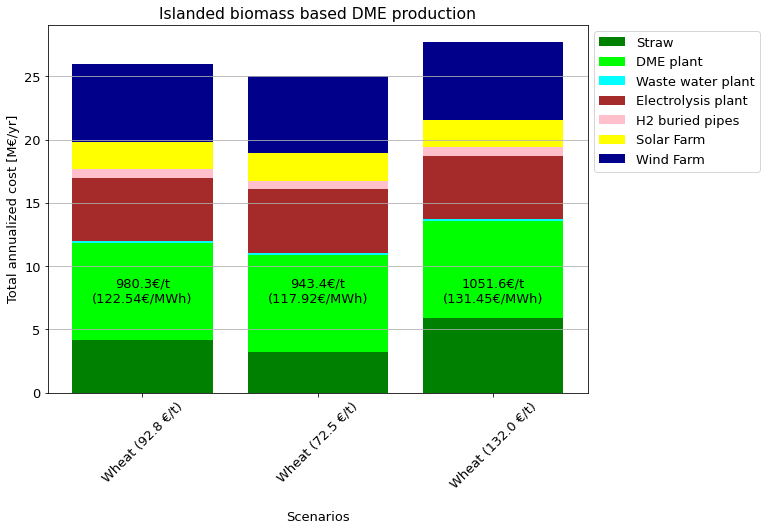 Islanded biomass based DME production
Total annualized cost [M€/yr]
25
20
15
10
5
0
980.3€/t
(122.54€/MWh)
943.4€/t
(117.92€/MWh)
1051.6€/t
(131.45€/MWh)
Wheat (92.8 €/t)
Wheat (72.5 €/t)
Wheat (132.0 €/t)
Scenarios
Straw
DME plant
Waste water plant
Electrolysis plant
H2 buried pipes
Solar Farm
Wind Farm